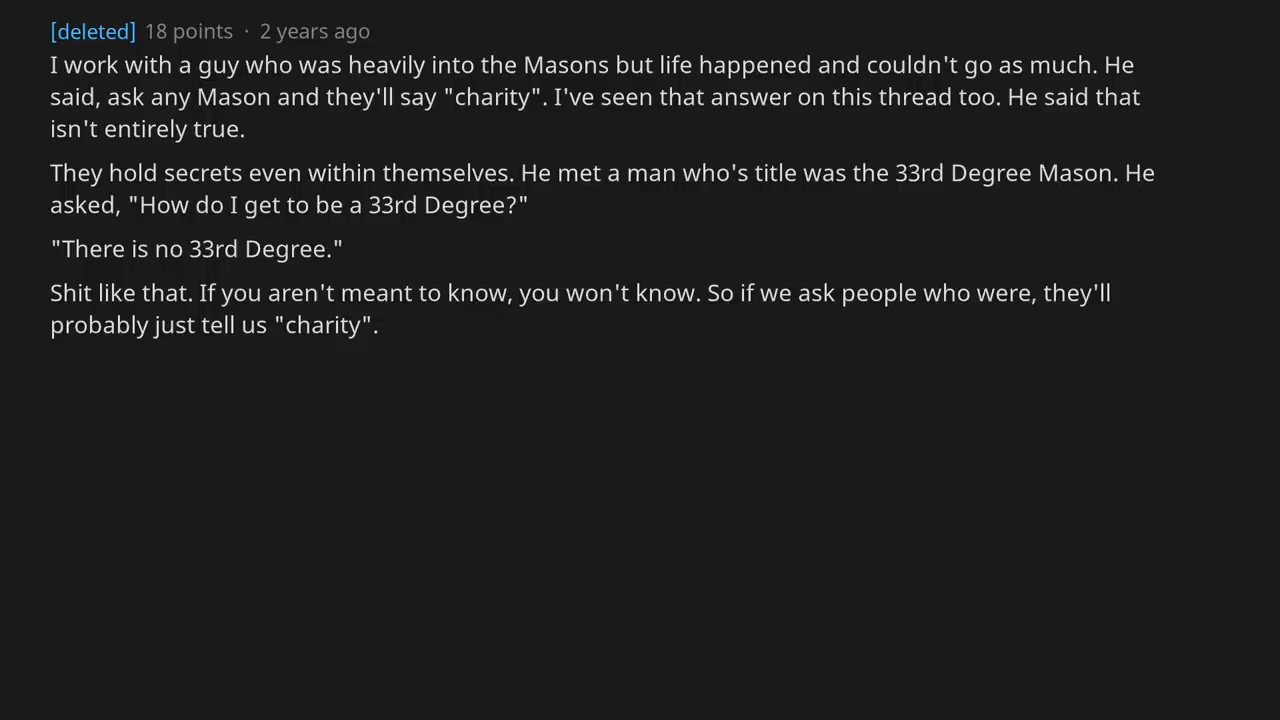 [deleted] 18 points · 2 years ago
I work with a guy who was heavily into the Masons but life happened and couldn't go as much. He
said, ask any Mason and they'll say "charity". I've seen that answer on this thread too. He said that
isn't entirely true.
They hold secrets even within themselves. He met a man who's title was the 33rd Degree Mason. He
asked, "How do I get to be a 33rd Degree?"
"There is no 33rd Degree."
Shit like that. If you aren't meant to know, you won't know. So if we ask people who were, they'll
probably just tell us "charity".